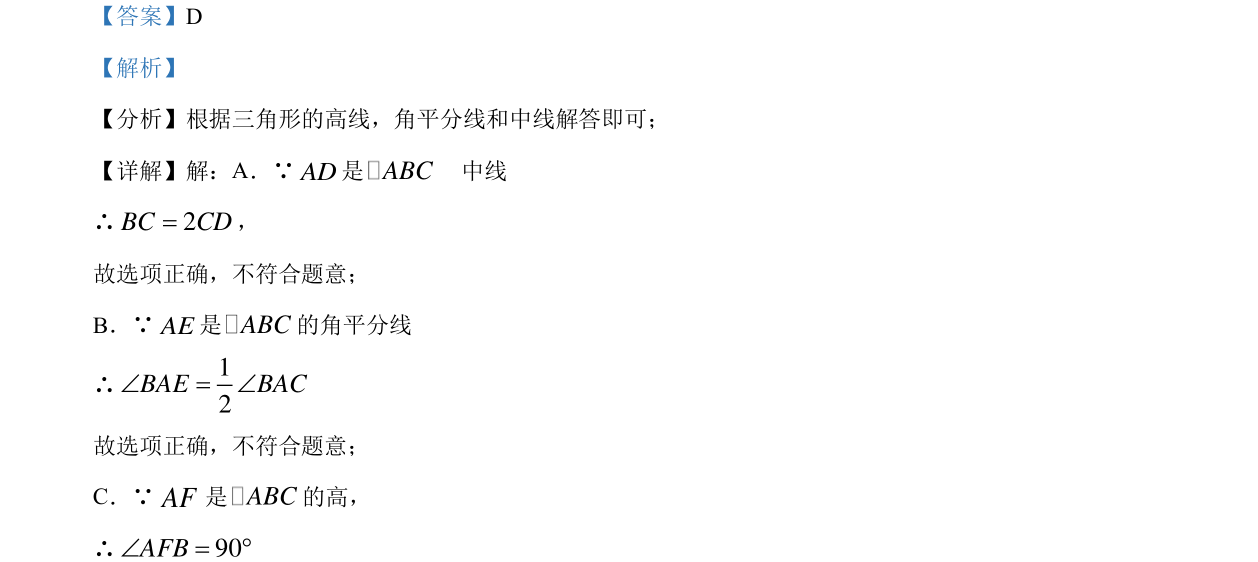 【答案】D
【解析】
【分析】根据三角形的高线，角平分线和中线解答即可；
【详解】解：A．∵ AD 是□ABC 中线
∴ BC = 2CD，
故选项正确，不符合题意；
B．∵ AE 是□ABC 的角平分线
∴ ∠BAE = 1/2 ∠BAC
故选项正确，不符合题意；
C．∵ AF 是□ABC 的高，
∴ ∠AFB = 90°